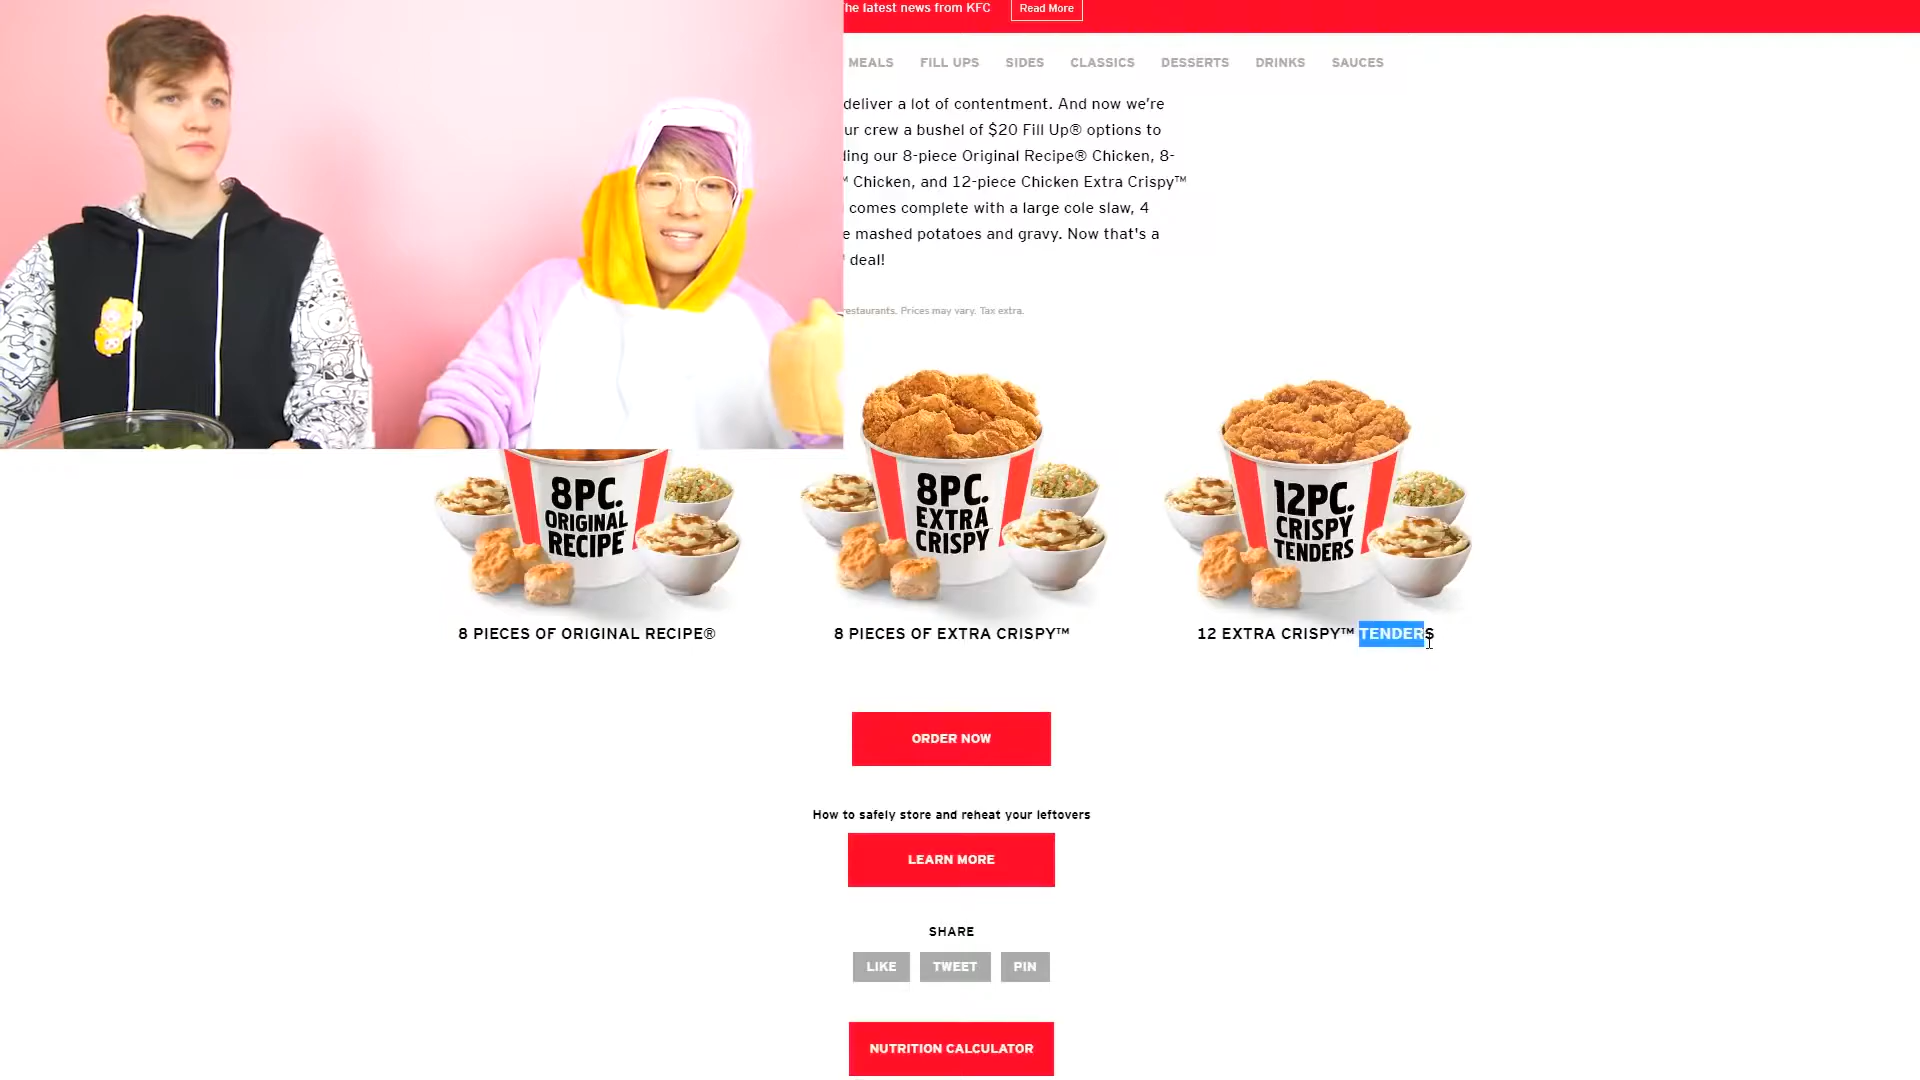 The latest news from KFC Read More
MEALS FILL UPS SIDES CLASSICS DESSERTS DRINKS SAUCES
deliver a lot of contentment. And now we're
ur crew a bushel of $20 Fill Up® options to
ding our 8-piece Original Recipe® Chicken, 8-
™ Chicken, and 12-piece Chicken Extra Crispy™
comes complete with a large cole slaw, 4
e mashed potatoes and gravy. Now that's a
deal!
restaurants. Prices may vary. Tax extra.
8PC.
ORIGINAL
RECIPE
8PC.
EXTRA
CRISPY
12PC.
CRISPY
TENDERS
8 PIECES OF ORIGINAL RECIPE®
8 PIECES OF EXTRA CRISPY™
12 EXTRA CRISPY™ TENDERS
ORDER NOW
How to safely store and reheat your leftovers
LEARN MORE
SHARE
LIKE TWEET PIN
NUTRITION CALCULATOR